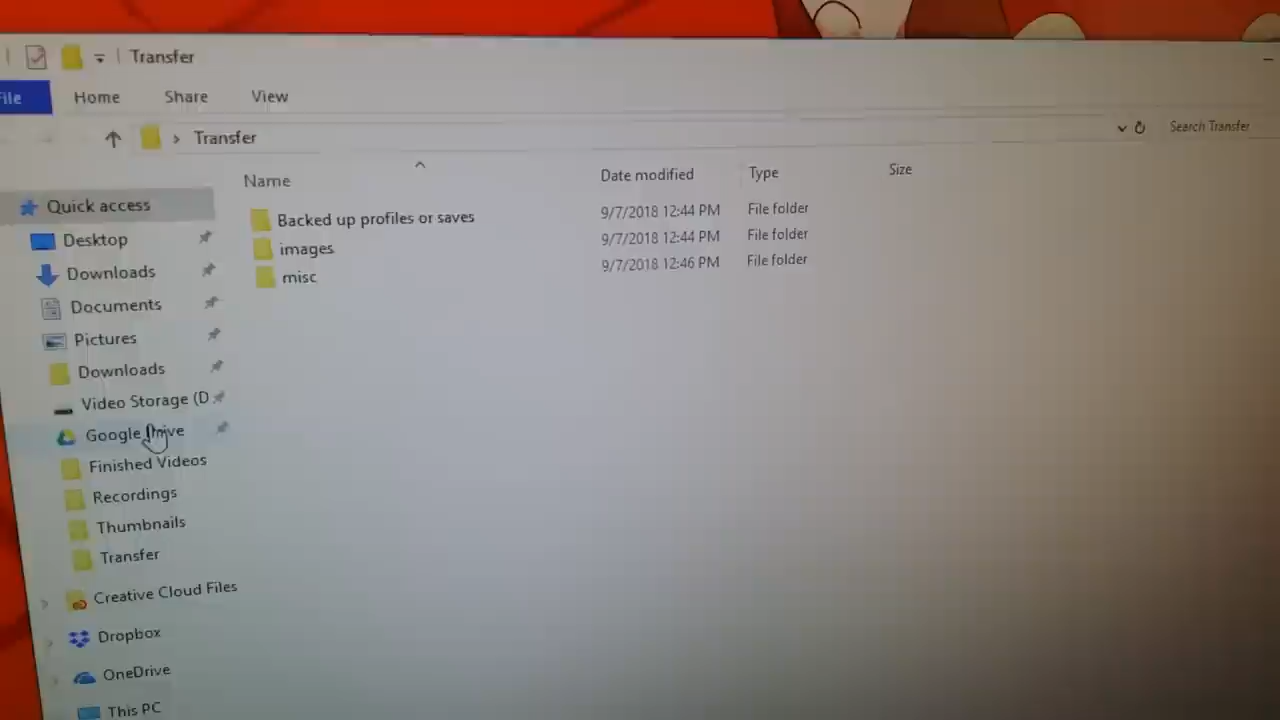 Transfer
File Home Share View
Transfer Search Transfer
Name Date modified Type Size
Quick access
Backed up profiles or saves 9/7/2018 12:44 PM File folder
images 9/7/2018 12:44 PM File folder
misc 9/7/2018 12:46 PM File folder
Desktop
Downloads
Documents
Pictures
Downloads
Video Storage (D
Google Drive
Finished Videos
Recordings
Thumbnails
Transfer
Creative Cloud Files
Dropbox
OneDrive
This PC